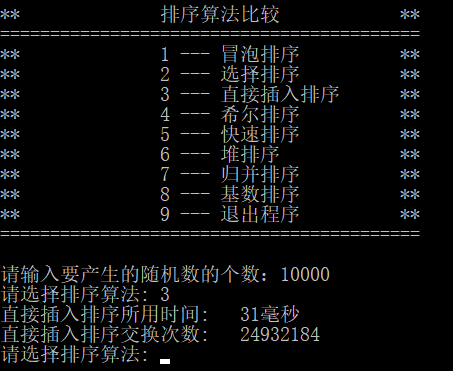 ** 排序算法比较 **
==========================================
** 1 --- 冒泡排序 **
** 2 --- 选择排序 **
** 3 --- 直接插入排序 **
** 4 --- 希尔排序 **
** 5 --- 快速排序 **
** 6 --- 堆排序 **
** 7 --- 归并排序 **
** 8 --- 基数排序 **
** 9 --- 退出程序 **
==========================================
请输入要产生的随机数的个数：10000
请选择排序算法: 3
直接插入排序所用时间: 31毫秒
直接插入排序交换次数: 24932184
请选择排序算法: